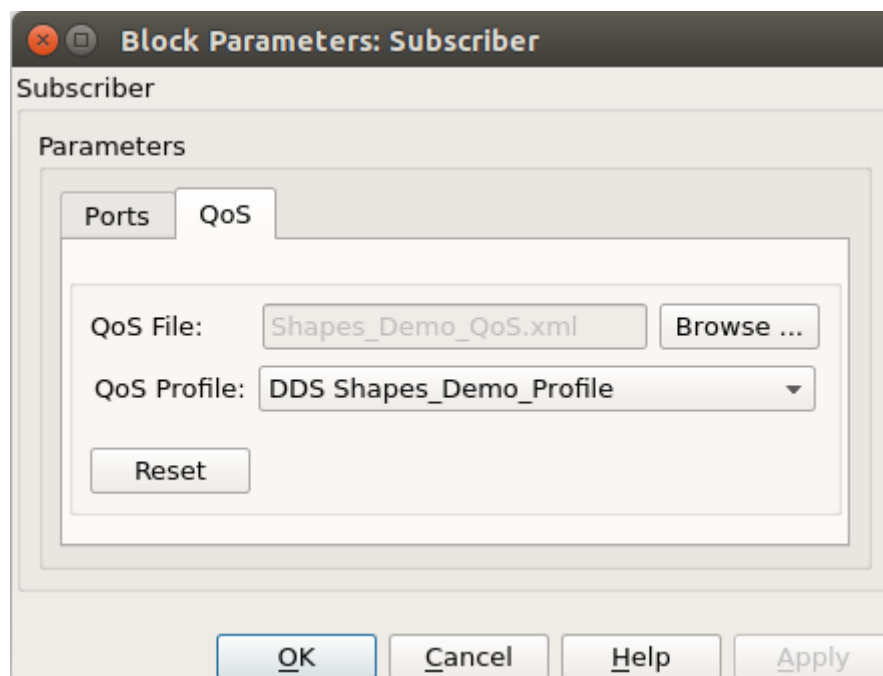 Block Parameters: Subscriber
Subscriber
Parameters
Ports QoS
QoS File: Shapes_Demo_QoS.xml Browse ...
QoS Profile: DDS Shapes_Demo_Profile
Reset
OK Cancel Help Apply